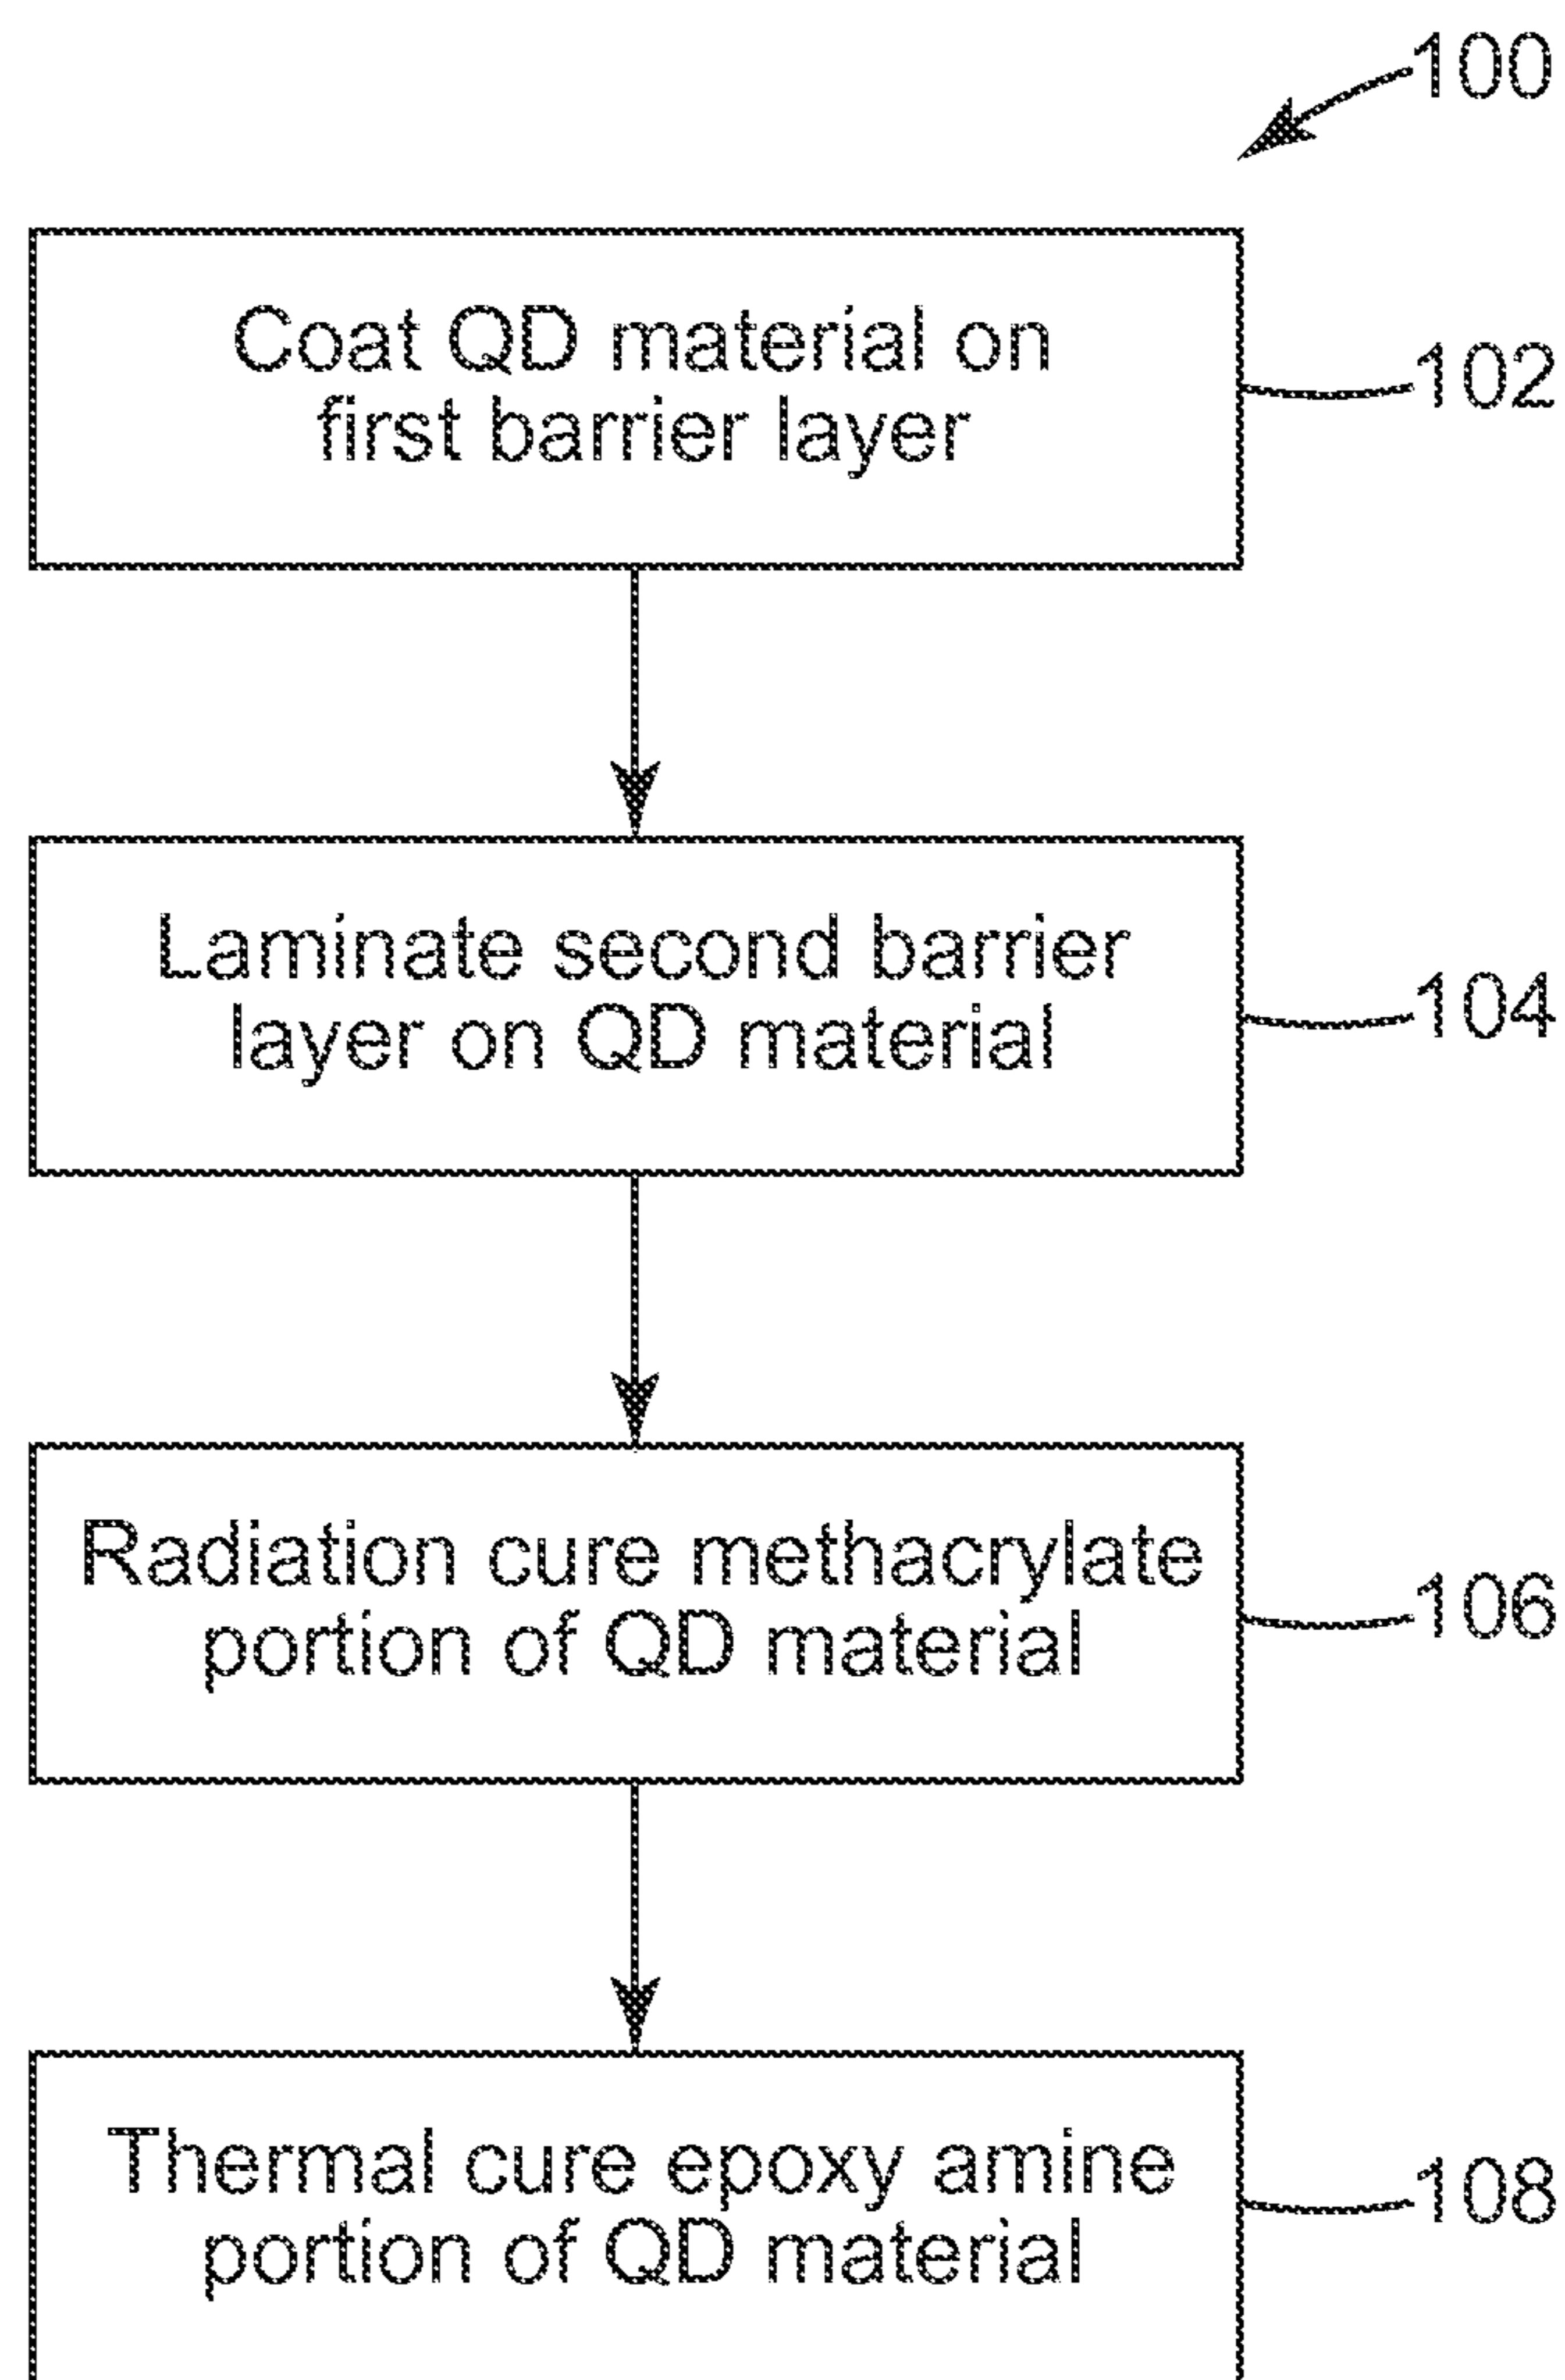 100
Coat QD material on
first barrier layer
102
Laminate second barrier
layer on QD material
104
Radiation cure methacrylate
portion of QD material
106
Thermal cure epoxy amine
portion of QD material
108